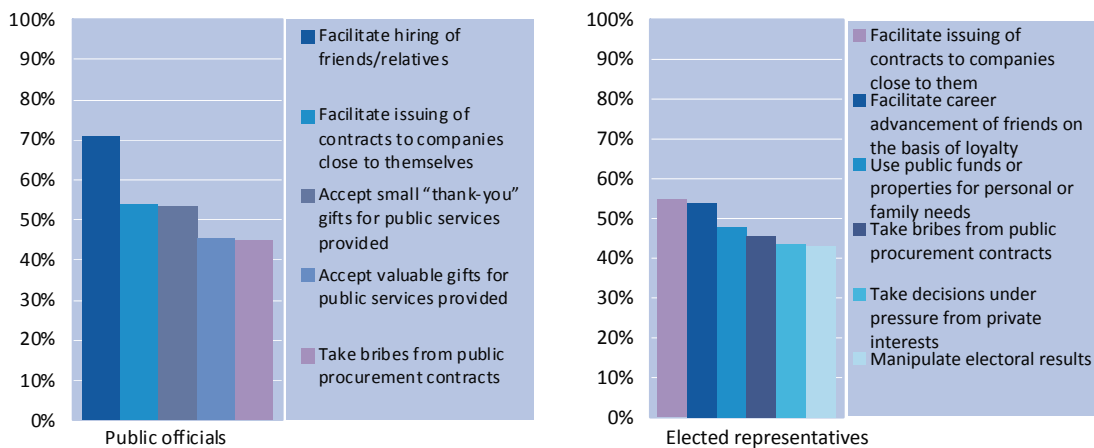 100%
90%
80%
70%
60%
50%
40%
30%
20%
10%
0%
Facilitate hiring of
friends/relatives
Facilitate issuing of
contracts to companies
close to themselves
Accept small “thank-you”
gifts for public services
provided
Accept valuable gifts for
public services provided
Take bribes from public
procurement contracts
Public officials
100%
90%
80%
70%
60%
50%
40%
30%
20%
10%
0%
Facilitate issuing of
contracts to companies
close to them
Facilitate career
advancement of friends on
the basis of loyalty
Use public funds or
properties for personal or
family needs
Take bribes from public
procurement contracts
Take decisions under
pressure from private
interests
Manipulate electoral results
Elected representatives